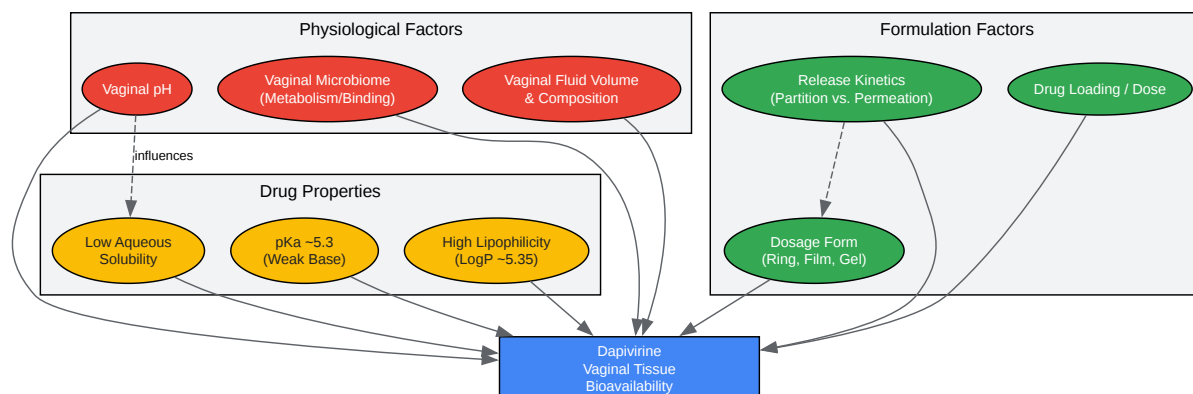 Physiological Factors
Vaginal pH
Vaginal Microbiome
(Metabolism/Binding)
Vaginal Fluid Volume
& Composition
Formulation Factors
Release Kinetics
(Partition vs. Permeation)
Drug Loading / Dose
influences
Drug Properties
Low Aqueous
Solubility
pKa ~5.3
(Weak Base)
High Lipophilicity
(LogP ~5.35)
Dosage Form
(Ring, Film, Gel)
Dapivirine
Vaginal Tissue
Bioavailability